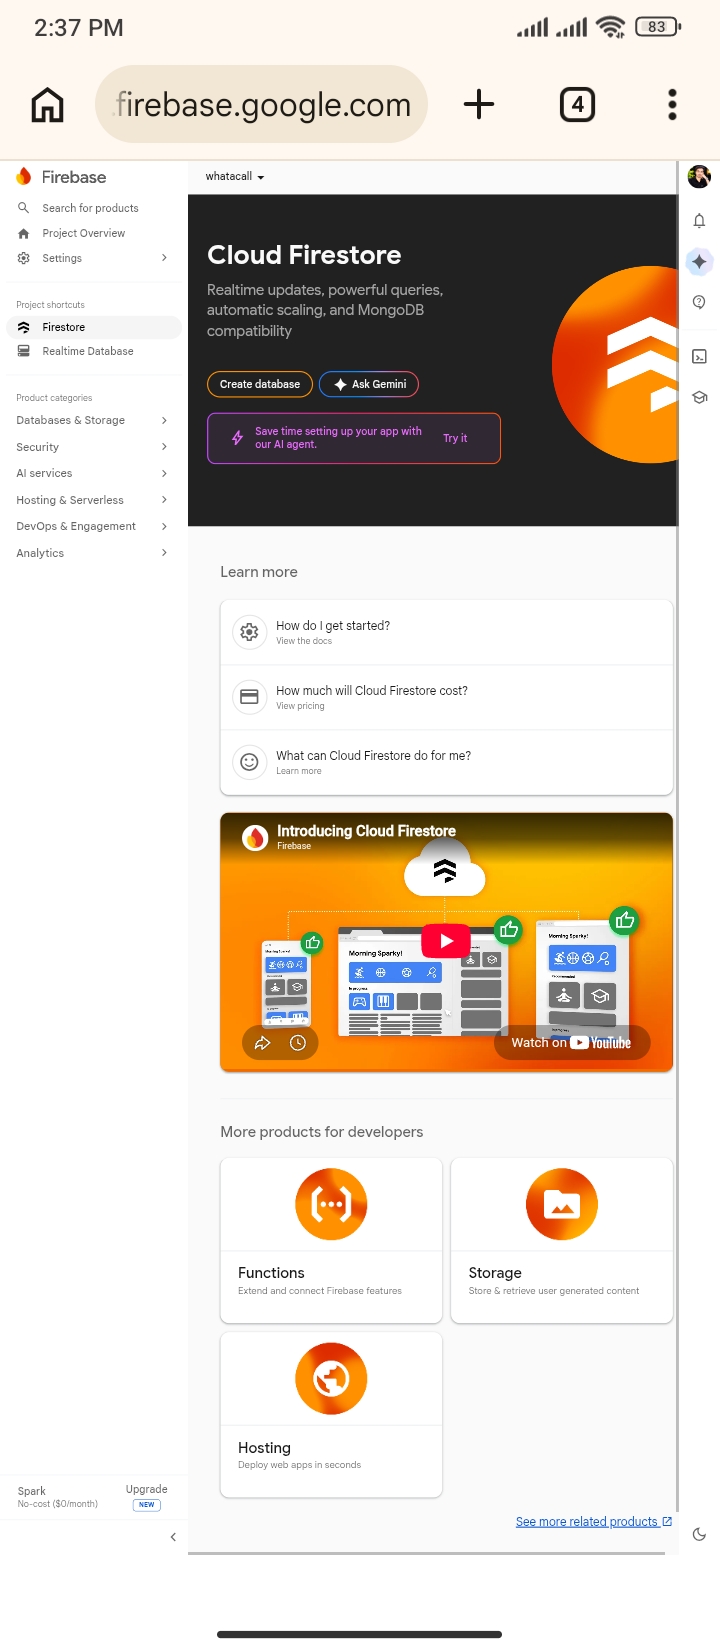 2:37 PM
83
firebase.google.com
4
Firebase
Search for products
Project Overview
Settings
Project shortcuts
Firestore
Realtime Database
Product categories
Databases & Storage
Security
AI services
Hosting & Serverless
DevOps & Engagement
Analytics
Spark
No-cost ($0/month)
Upgrade
NEW
whatacall
Cloud Firestore
Realtime updates, powerful queries,
automatic scaling, and MongoDB
compatibility
Create database
Ask Gemini
Save time setting up your app with
our AI agent.
Try it
Learn more
How do I get started?
View the docs
How much will Cloud Firestore cost?
View pricing
What can Cloud Firestore do for me?
Learn more
Introducing Cloud Firestore
Firebase
Morning Sparky!
Morning Sparky!
In progress
Morning Sparky!
Watch on YouTube
More products for developers
Functions
Extend and connect Firebase features
Storage
Store & retrieve user generated content
Hosting
Deploy web apps in seconds
See more related products